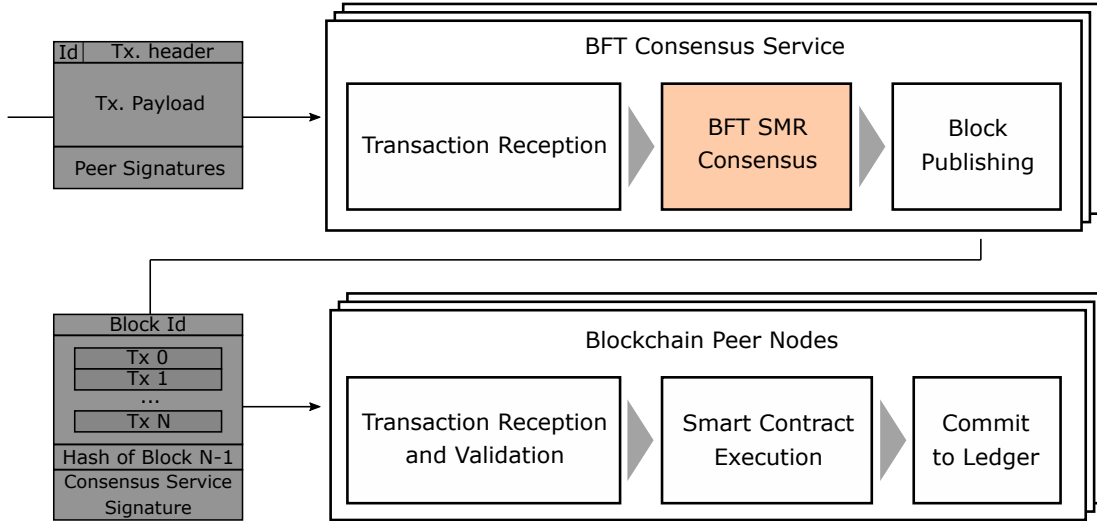 Id Tx. header
Tx. Payload
Peer Signatures
BFT Consensus Service
Transaction Reception
BFT SMR
Consensus
Block
Publishing
Block Id
Tx 0
Tx 1
...
Tx N
Hash of Block N-1
Consensus Service
Signature
Blockchain Peer Nodes
Transaction Reception
and Validation
Smart Contract
Execution
Commit
to Ledger